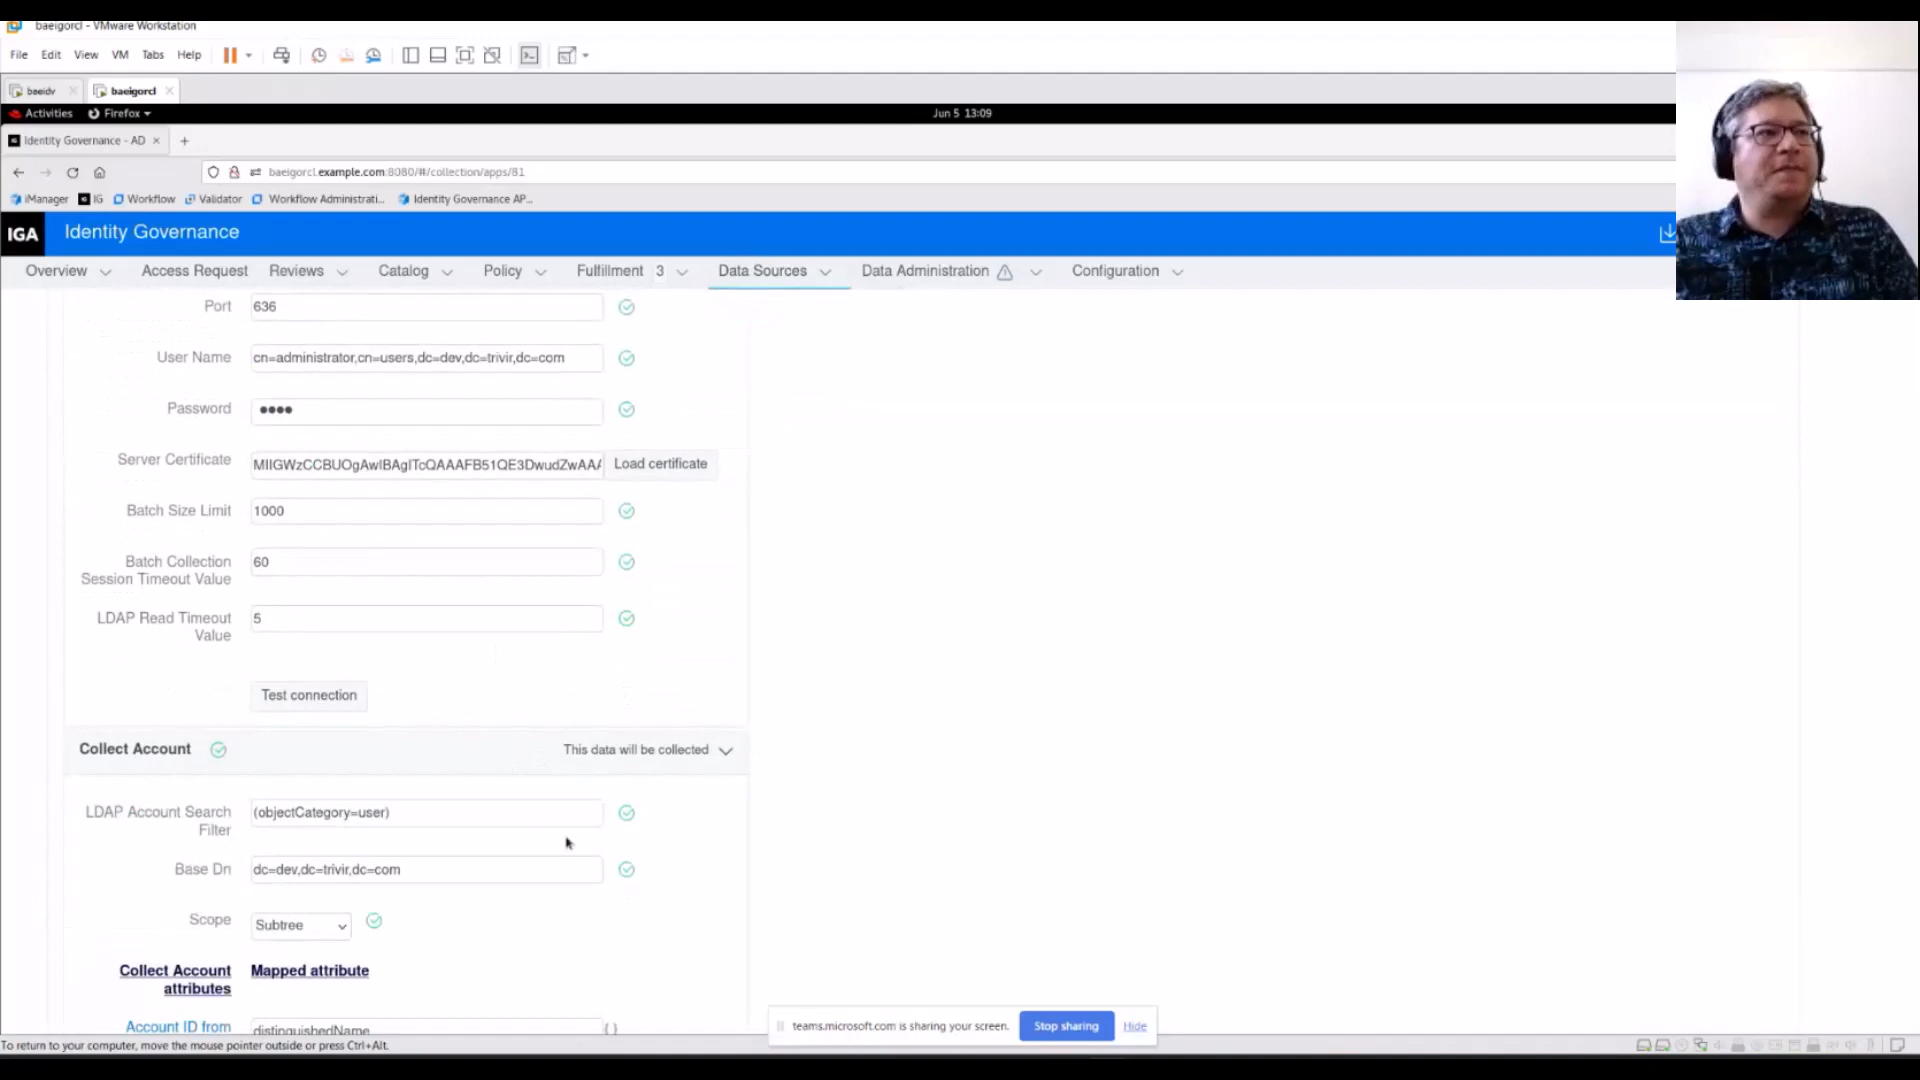 baeigorcl - VMware Workstation
File Edit View VM Tabs Help
baeidv baeigorcl
Activities Firefox Jun 5 13:09
Identity Governance - AD
baeigorcl.example.com:8080/#/collection/apps/81
iManager IG Workflow Validator Workflow Administrati... Identity Governance AP...
IGA Identity Governance
Overview Access Request Reviews Catalog Policy Fulfillment 3 Data Sources Data Administration Configuration
Port 636
User Name cn=administrator,cn=users,dc=dev,dc=trivir,dc=com
Password ●●●●
Server Certificate MIIGWzCCBUOgAwIBAgITcQAAAFB51QE3DwudZwAAA Load certificate
Batch Size Limit 1000
Batch Collection
Session Timeout Value 60
LDAP Read Timeout
Value 5
Test connection
Collect Account This data will be collected
LDAP Account Search
Filter (objectCategory=user)
Base Dn dc=dev,dc=trivir,dc=com
Scope Subtree
Collect Account
attributes Mapped attribute
Account ID from distinguishedName { }
teams.microsoft.com is sharing your screen. Stop sharing Hide
To return to your computer, move the mouse pointer outside or press Ctrl+Alt.